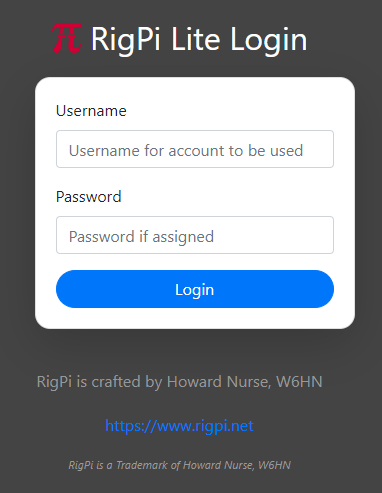 π RigPi Lite Login
Username
Username for account to be used
Password
Password if assigned
Login
RigPi is crafted by Howard Nurse, W6HN
https://www.rigpi.net
RigPi is a Trademark of Howard Nurse, W6HN